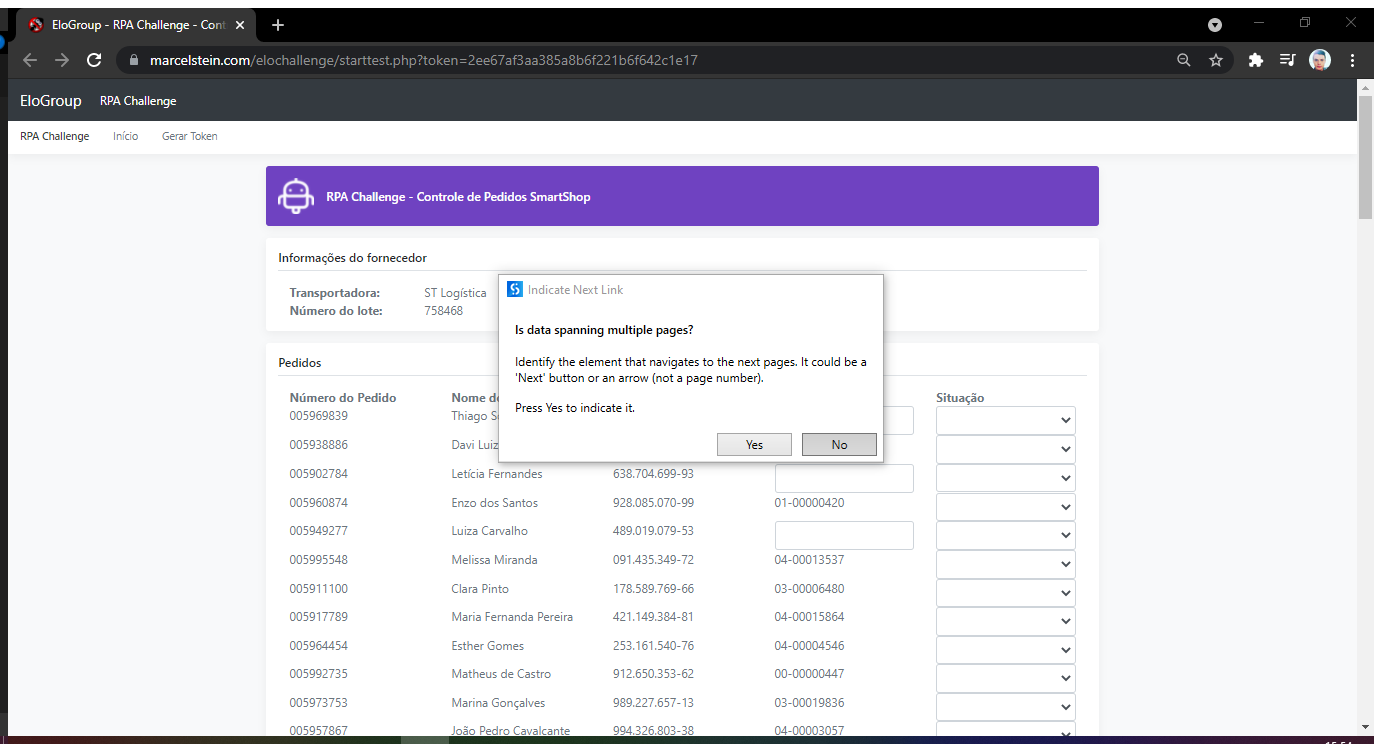 EloGroup - RPA Challenge - Cont
marcelstein.com/elochallenge/starttest.php?token=2ee67af3aa385a8b6f221b6f642c1e17
EloGroup RPA Challenge
RPA Challenge Início Gerar Token
RPA Challenge - Controle de Pedidos SmartShop
Informações do fornecedor
Transportadora: ST Logística
Número do lote: 758468
Indicate Next Link
Is data spanning multiple pages?
Identify the element that navigates to the next pages. It could be a
'Next' button or an arrow (not a page number).
Press Yes to indicate it.
Yes No
Pedidos
Número do Pedido Nome Situação
005969839 Thiago
005938886 Davi Luiz
005902784 Letícia Fernandes 638.704.699-93
005960874 Enzo dos Santos 928.085.070-99 01-00000420
005949277 Luiza Carvalho 489.019.079-53
005995548 Melissa Miranda 091.435.349-72 04-00013537
005911100 Clara Pinto 178.589.769-66 03-00006480
005917789 Maria Fernanda Pereira 421.149.384-81 04-00015864
005964454 Esther Gomes 253.161.540-76 04-00004546
005992735 Matheus de Castro 912.650.353-62 00-00000447
005973753 Marina Gonçalves 989.227.657-13 03-00019836
005957867 João Pedro Cavalcante 994.326.803-38 04-00003057